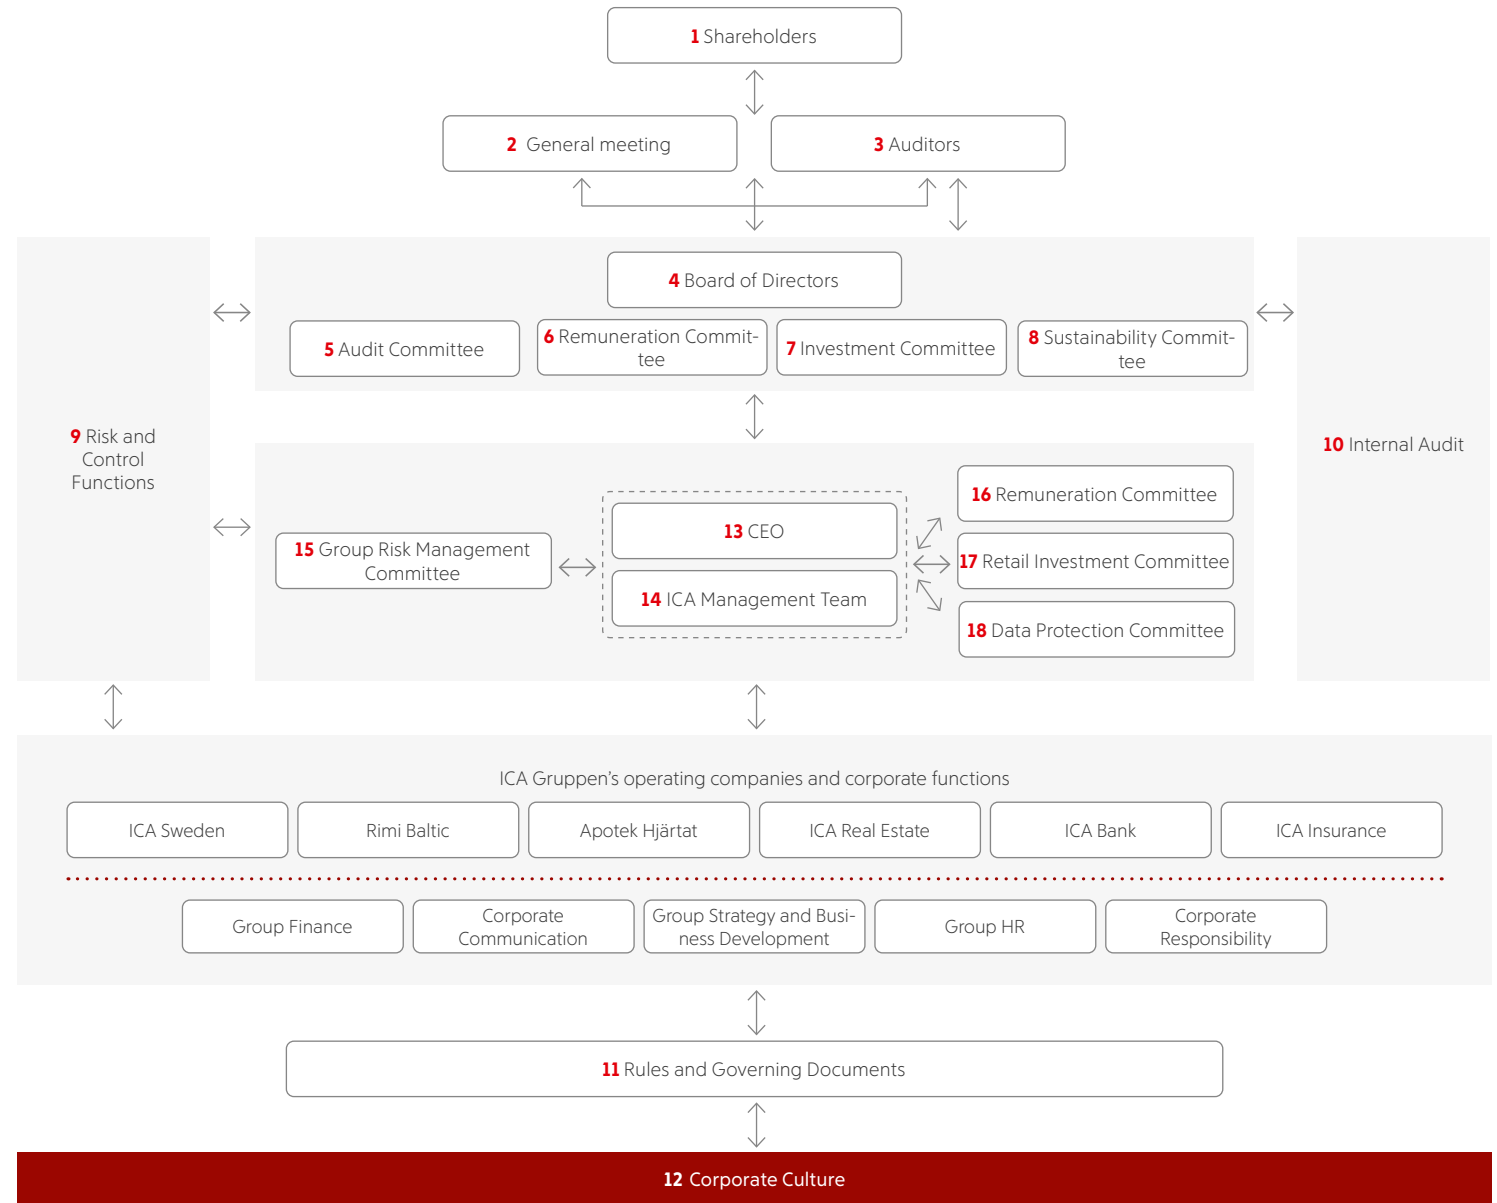 1 Shareholders
2 General meeting
3 Auditors
4 Board of Directors
5 Audit Committee
6 Remuneration Commit-
tee
7 Investment Committee
8 Sustainability Commit-
tee
9 Risk and
Control
Functions
10 Internal Audit
13 CEO
14 ICA Management Team
15 Group Risk Management
Committee
16 Remuneration Committee
17 Retail Investment Committee
18 Data Protection Committee
ICA Gruppen's operating companies and corporate functions
ICA Sweden
Rimi Baltic
Apotek Hjärtat
ICA Real Estate
ICA Bank
ICA Insurance
Group Finance
Corporate
Communication
Group Strategy and Busi-
ness Development
Group HR
Corporate
Responsibility
11 Rules and Governing Documents
12 Corporate Culture